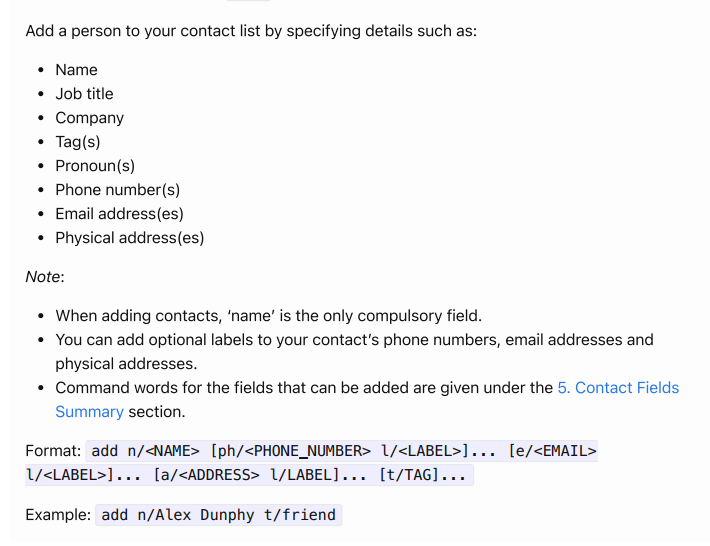 Add a person to your contact list by specifying details such as:
• Name
• Job title
• Company
• Tag(s)
• Pronoun(s)
• Phone number(s)
• Email address(es)
• Physical address(es)
Note:
• When adding contacts, ‘name’ is the only compulsory field.
• You can add optional labels to your contact’s phone numbers, email addresses and
physical addresses.
• Command words for the fields that can be added are given under the 5. Contact Fields
Summary section.
Format: add n/<NAME> [ph/<PHONE_NUMBER> l/<LABEL>]... [e/<EMAIL>
l/<LABEL>]... [a/<ADDRESS> l/LABEL]... [t/TAG]...
Example: add n/Alex Dunphy t/friend